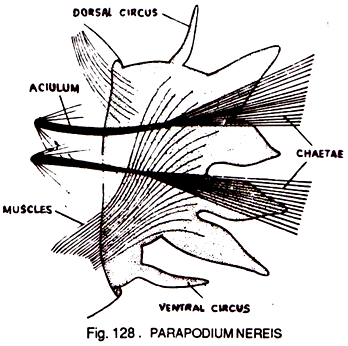 DORSAL CIRCUS
ACIULUM
CHAETAE
MUSCLES
VENTRAL CIRCUS
Fig. 128. PARAPODIUM NEREIS